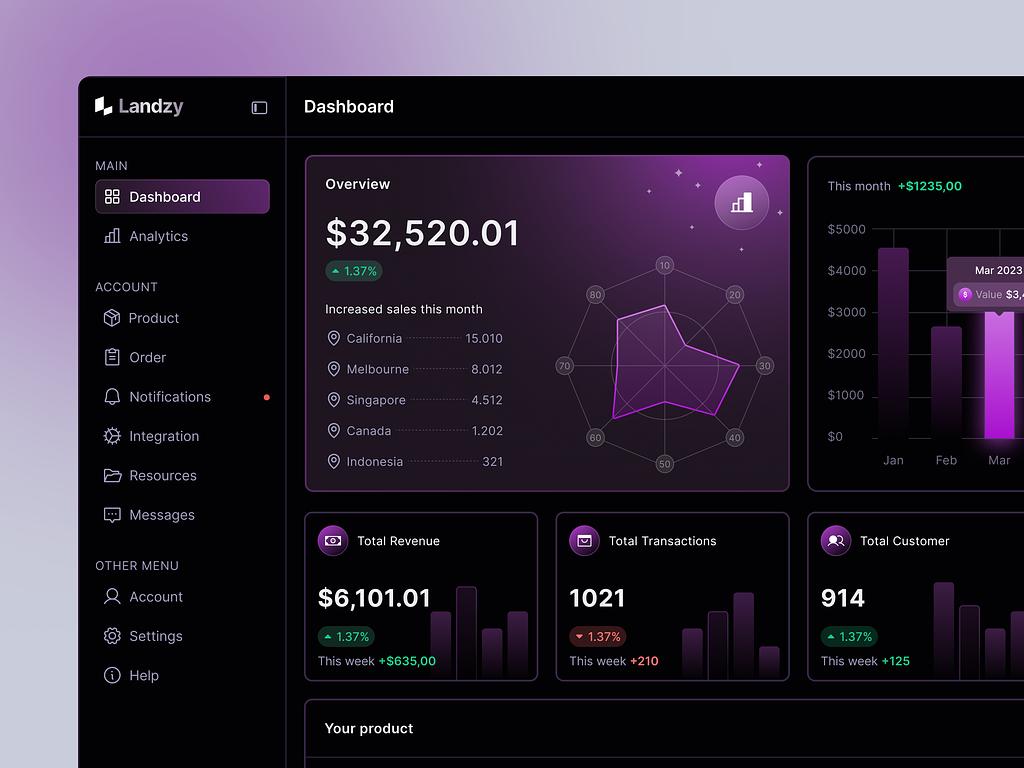 Landzy
Dashboard
MAIN
Dashboard
Analytics
ACCOUNT
Product
Order
Notifications
Integration
Resources
Messages
OTHER MENU
Account
Settings
Help
Overview
$32,520.01
1.37%
Increased sales this month
California 15.010
Melbourne 8.012
Singapore 4.512
Canada 1.202
Indonesia 321
10
20
30
40
50
60
70
80
This month +$1235,00
$5000
$4000
$3000
$2000
$1000
$0
Jan Feb Mar
Mar 2023
$ Value
Total Revenue
$6,101.01
1.37%
This week +$635,00
Total Transactions
1021
1.37%
This week +210
Total Customer
914
1.37%
This week +125
Your product